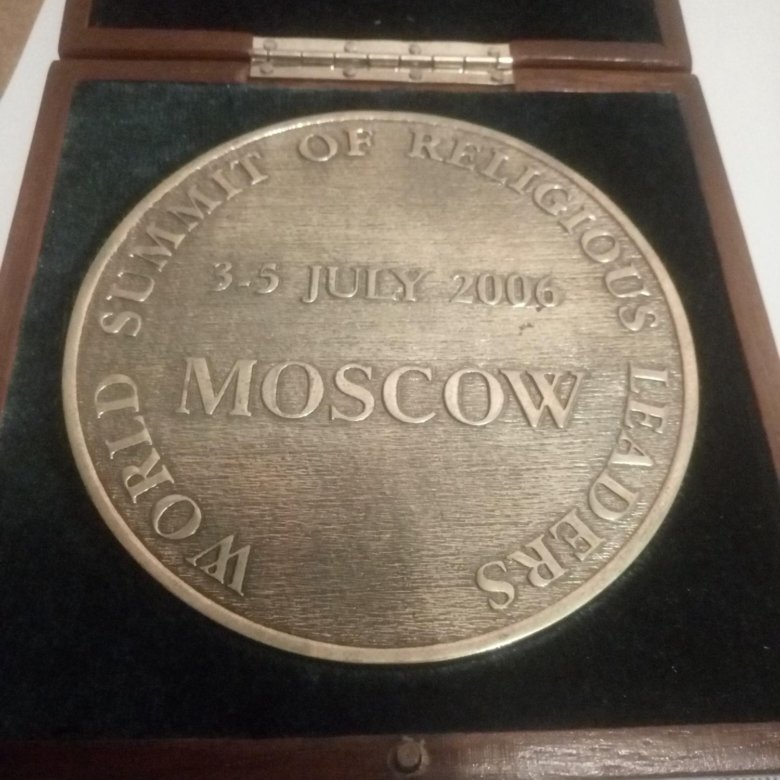 WORLD SUMMIT OF RELIGIOUS LEADERS
3-5 JULY 2006
MOSCOW